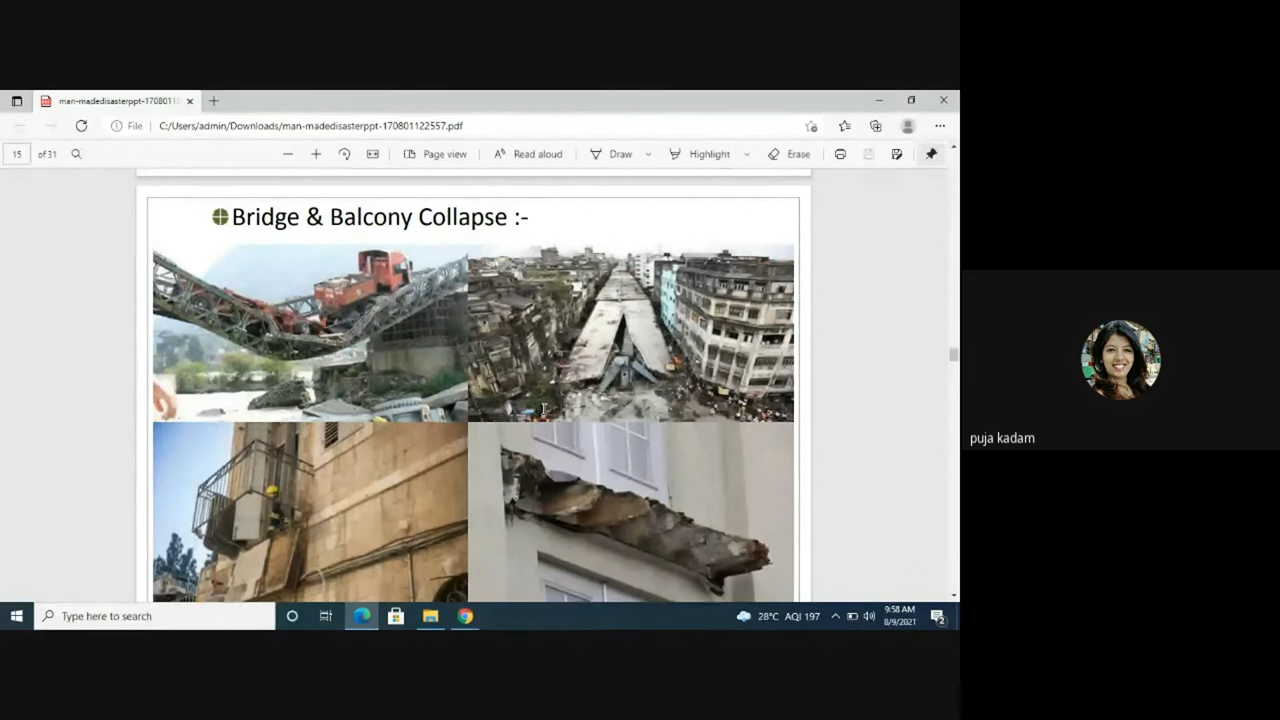 man-madedisasterppt-1708011
File
C:/Users/admin/Downloads/man-madedisasterppt-170801122557.pdf
15 of 31
Page view
Read aloud
Draw
Highlight
Erase
Bridge & Balcony Collapse :-
puja kadam
Type here to search
28°C AQI 197
9:58 AM
8/9/2021
2